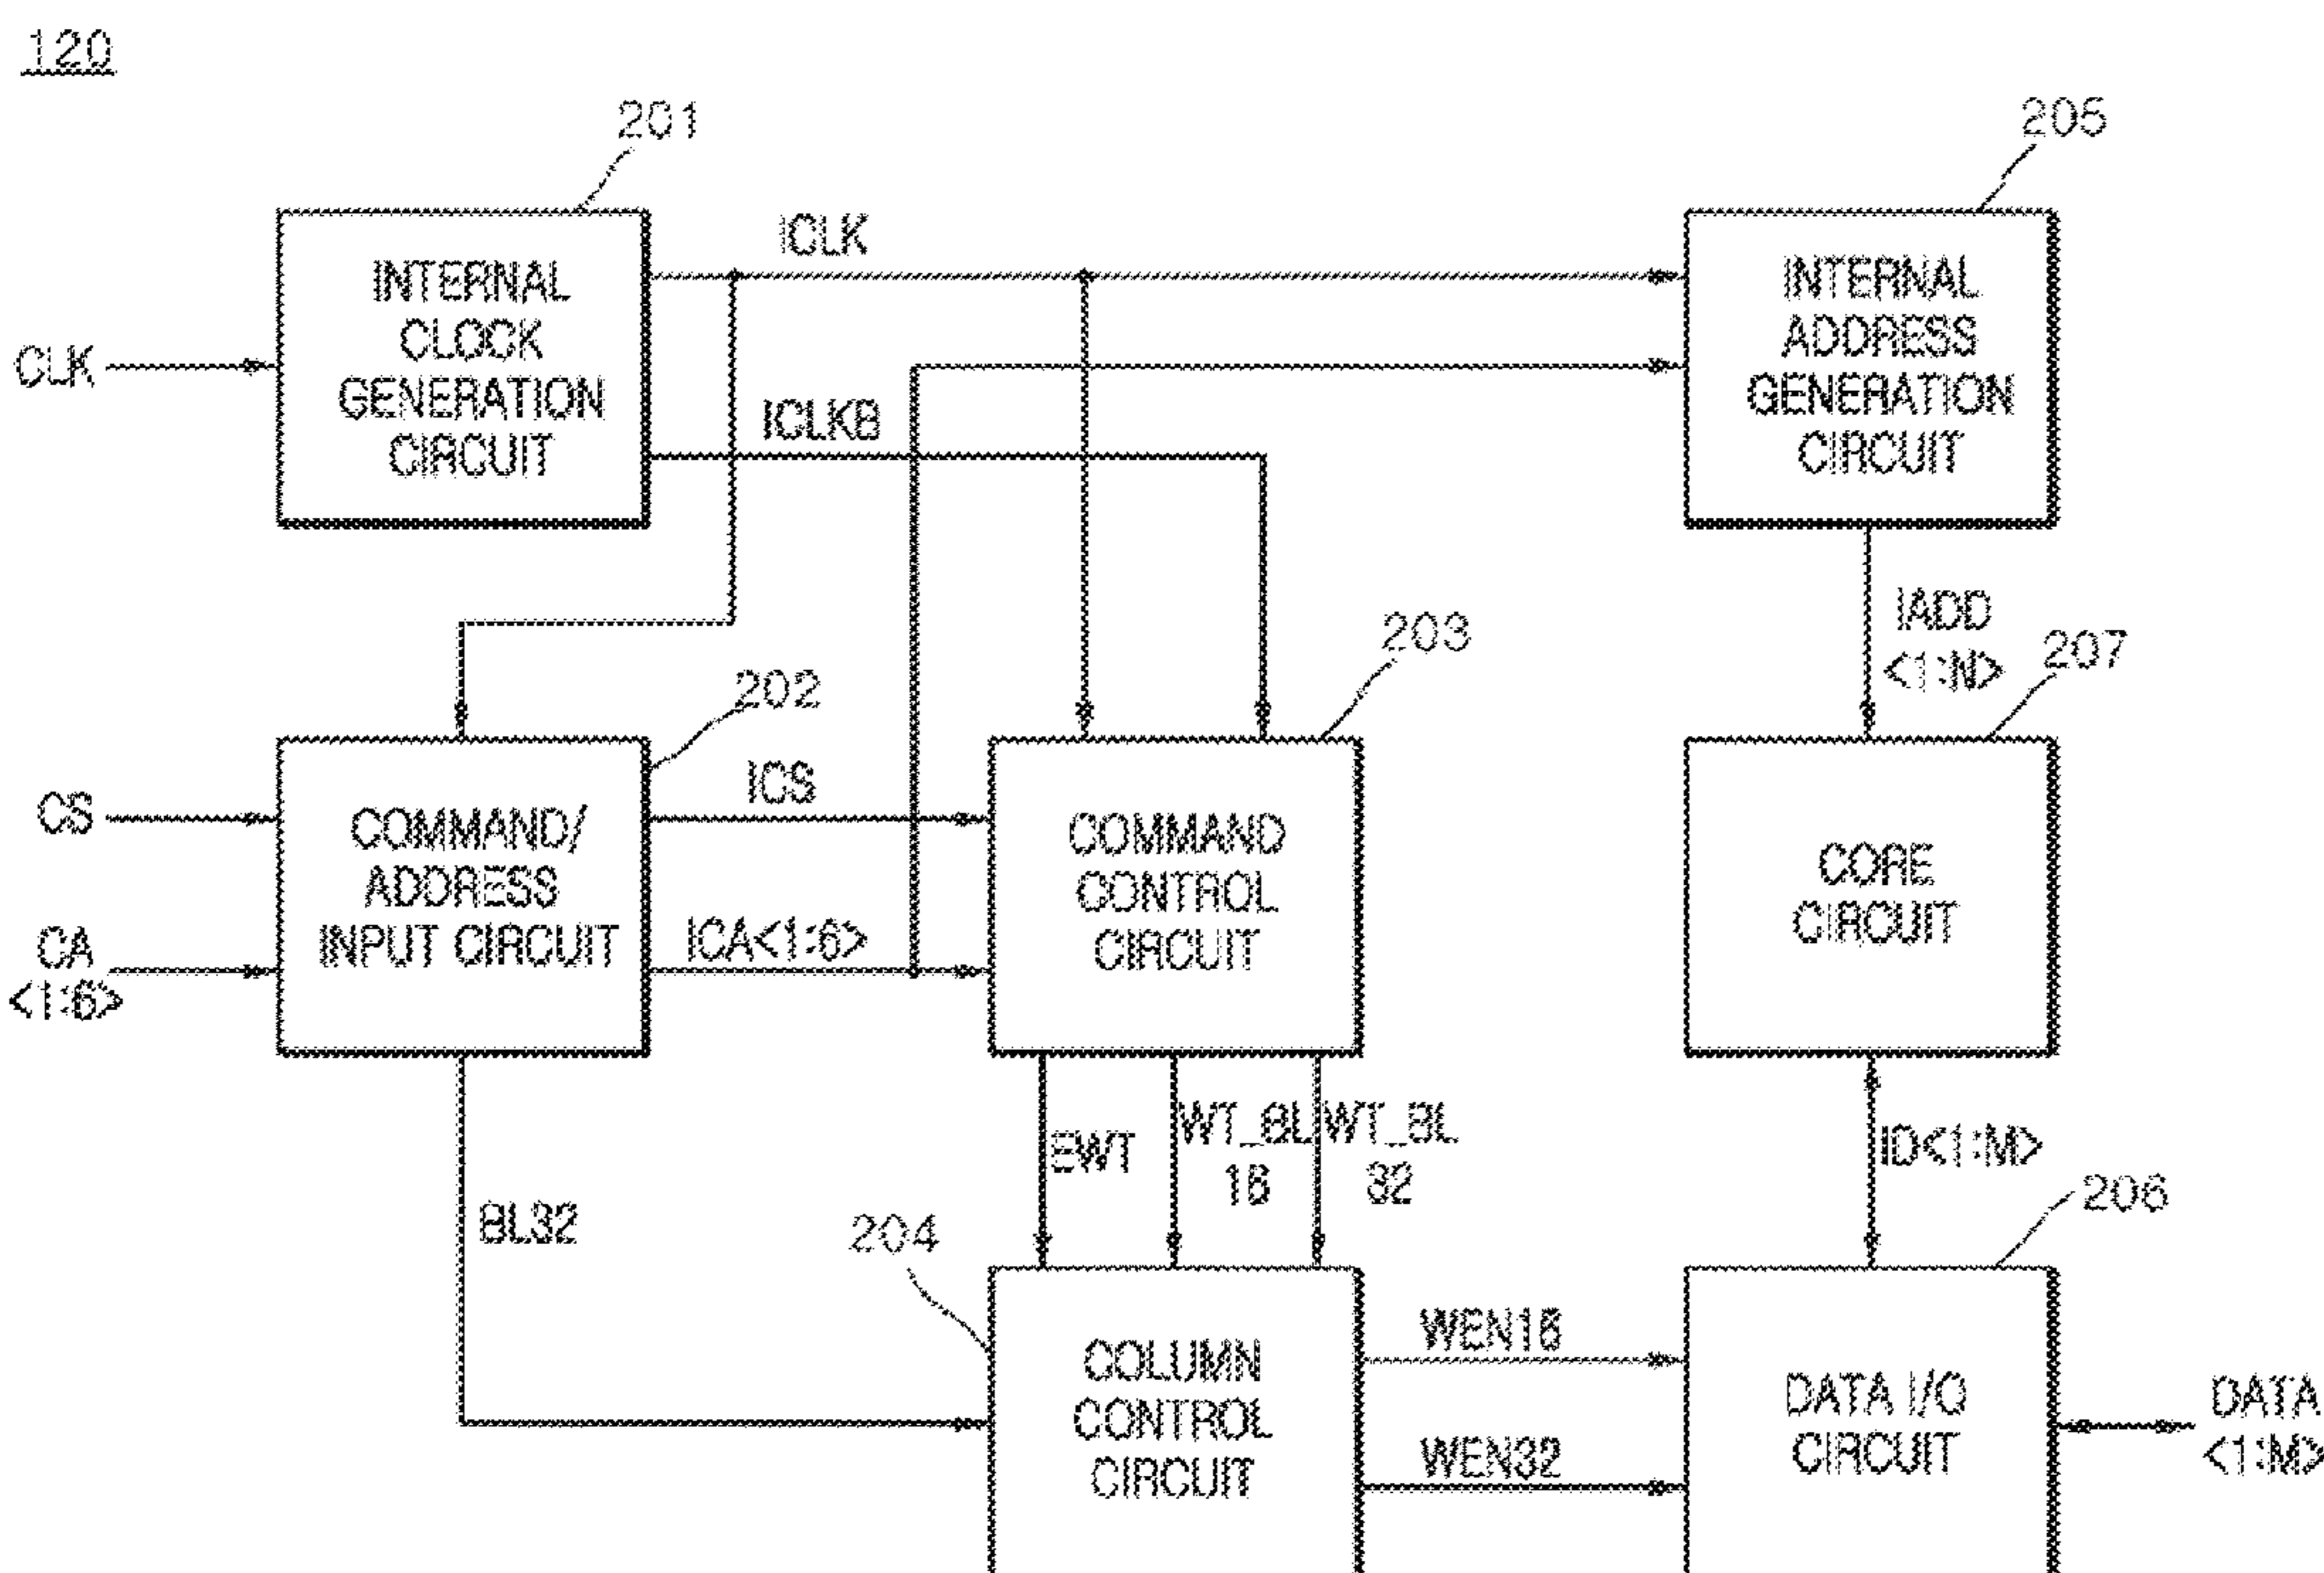 120
201
205
INTERNAL
CLOCK
GENERATION
CIRCUIT
ICLK
INTERNAL
ADDRESS
GENERATION
CIRCUIT
CLK
ICLKB
IADD
<1:N>
203
207
202
CS
COMMAND/
ADDRESS
INPUT CIRCUIT
ICS
COMMAND
CONTROL
CIRCUIT
CORE
CIRCUIT
CA
<1:6>
ICA<1:6>
EWT
WT_BL
16
WT_BL
32
ID<1:M>
BL32
204
206
COLUMN
CONTROL
CIRCUIT
WEN16
WEN32
DATA I/O
CIRCUIT
DATA
<1:M>